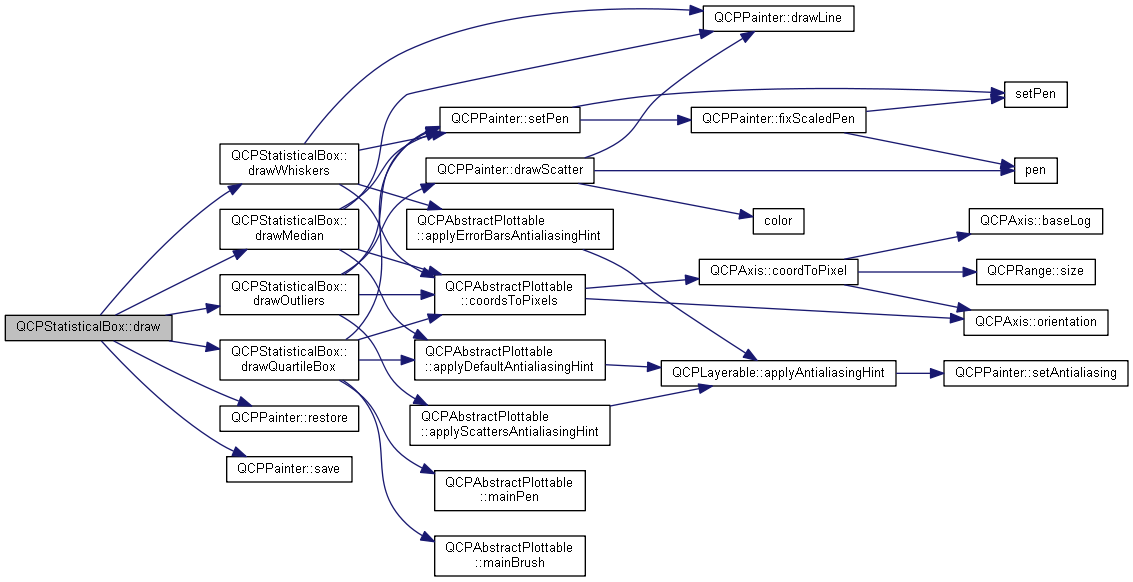 QCPStatisticalBox::draw
QCPStatisticalBox::
drawWhiskers
QCPStatisticalBox::
drawMedian
QCPStatisticalBox::
drawOutliers
QCPStatisticalBox::
drawQuartileBox
QCPPainter::restore
QCPPainter::save
QCPPainter::setPen
QCPPainter::drawScatter
QCPAbstractPlottable
::applyErrorBarsAntialiasingHint
QCPAbstractPlottable
::coordsToPixels
QCPAbstractPlottable
::applyDefaultAntialiasingHint
QCPAbstractPlottable
::applyScattersAntialiasingHint
QCPAbstractPlottable
::mainPen
QCPAbstractPlottable
::mainBrush
QCPPainter::drawLine
QCPPainter::fixScaledPen
color
QCPAxis::coordToPixel
QCPLayerable::applyAntialiasingHint
setPen
pen
QCPAxis::baseLog
QCPRange::size
QCPAxis::orientation
QCPPainter::setAntialiasing